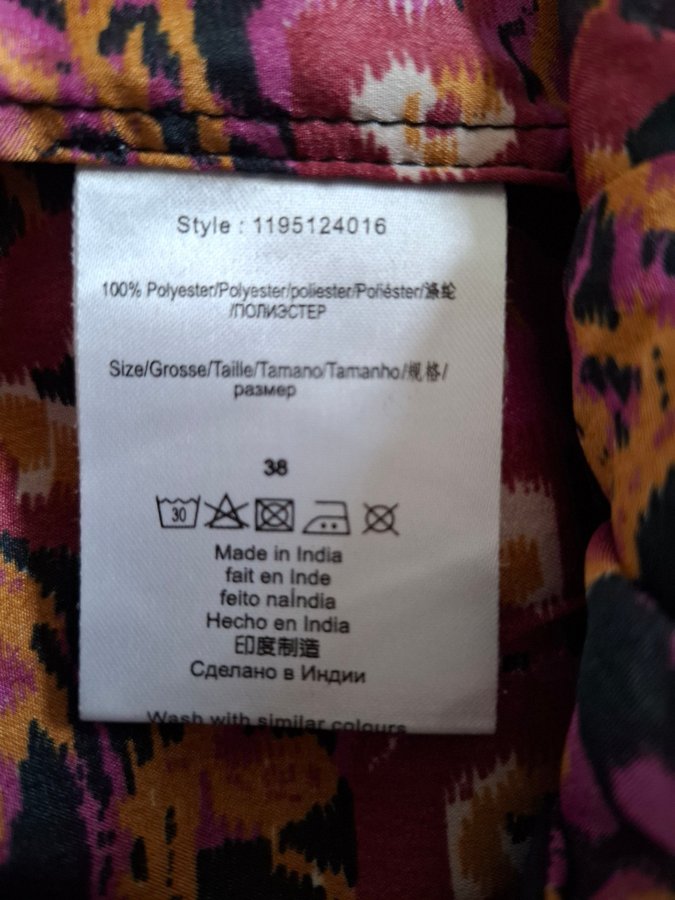 Style : 1195124016
100% Polyester/Polyester/poliester/Poliéster/涤纶
/ПОЛИЭСТЕР
Size/Grosse/Taille/Tamano/Tamanho/规格/
размер
38
30
Made in India
fait en Inde
feito naÍndia
Hecho en India
印度制造
Сделано в Индии
Wash with similar colours